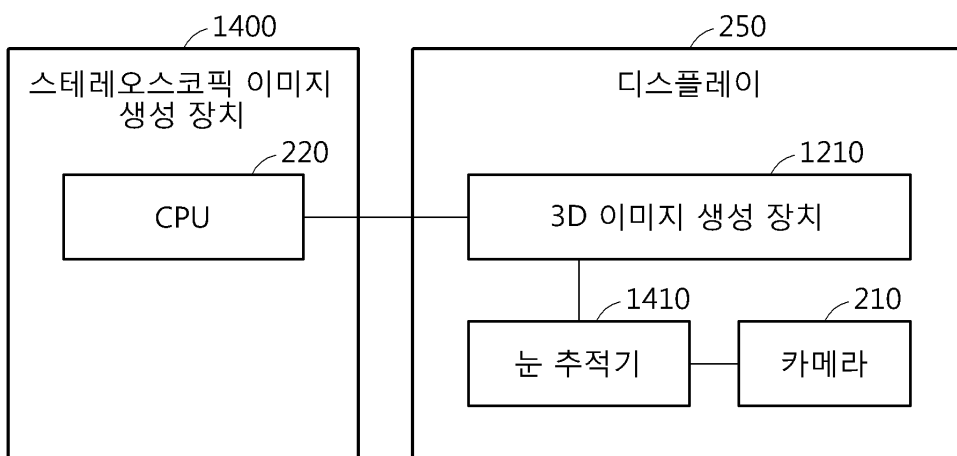 1400
스테레오스코픽 이미지
생성 장치
220
CPU
250
디스플레이
1210
3D 이미지 생성 장치
1410
눈 추적기
210
카메라